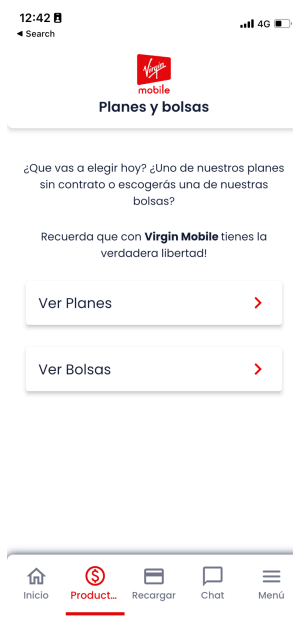 12:42
4G
◀ Search
Virgin
mobile
Planes y bolsas
¿Que vas a elegir hoy? ¿Uno de nuestros planes
sin contrato o escogerás una de nuestras
bolsas?
Recuerda que con Virgin Mobile tienes la
verdadera libertad!
Ver Planes
Ver Bolsas
Inicio
Product...
Recargar
Chat
Menú